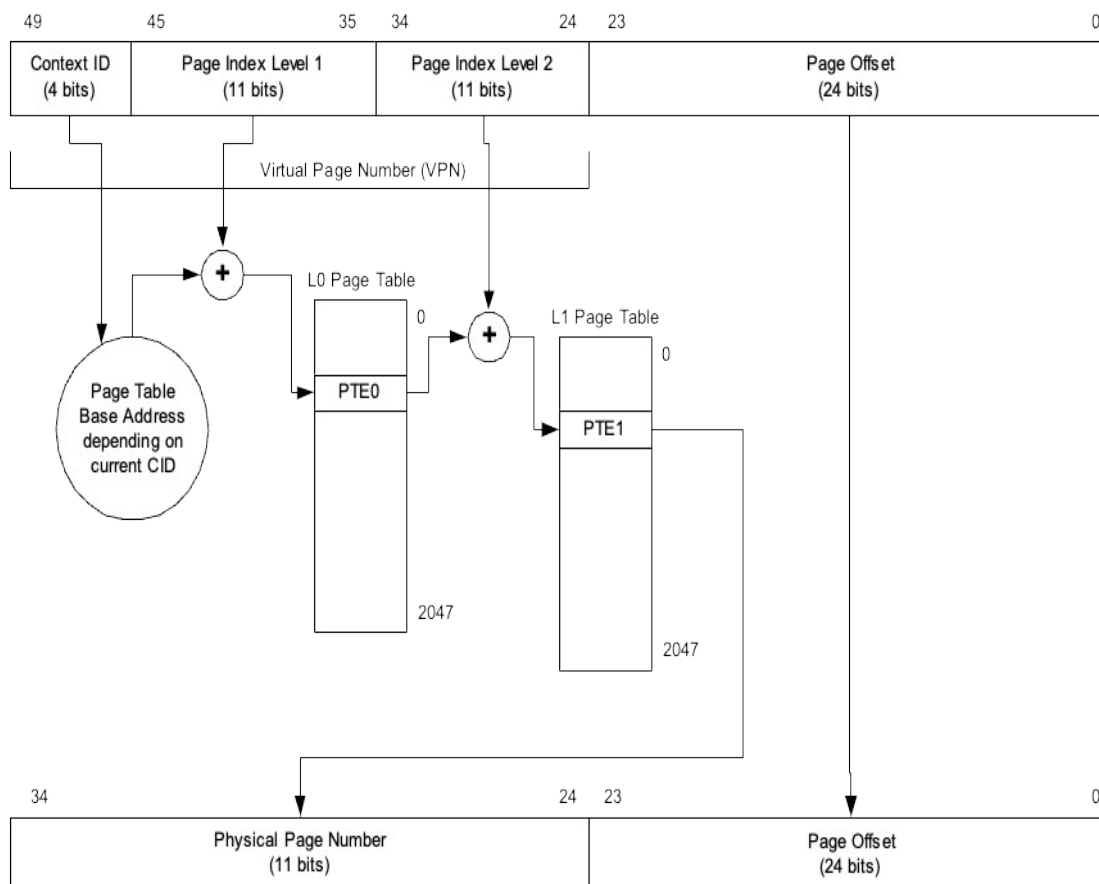 49 45 35 34 24 23 0
Context ID
(4 bits)
Page Index Level 1
(11 bits)
Page Index Level 2
(11 bits)
Page Offset
(24 bits)
Virtual Page Number (VPN)
+
L0 Page Table
0
PTE0
2047
+
L1 Page Table
0
PTE1
2047
Page Table
Base Address
depending on
current CID
34 24 23 0
Physical Page Number
(11 bits)
Page Offset
(24 bits)